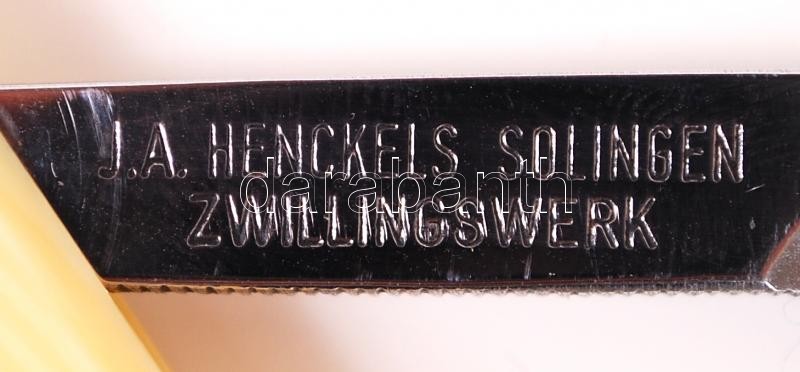 J.A. HENCKELS SOLINGEN
darabanth
ZWILLINGSWERK